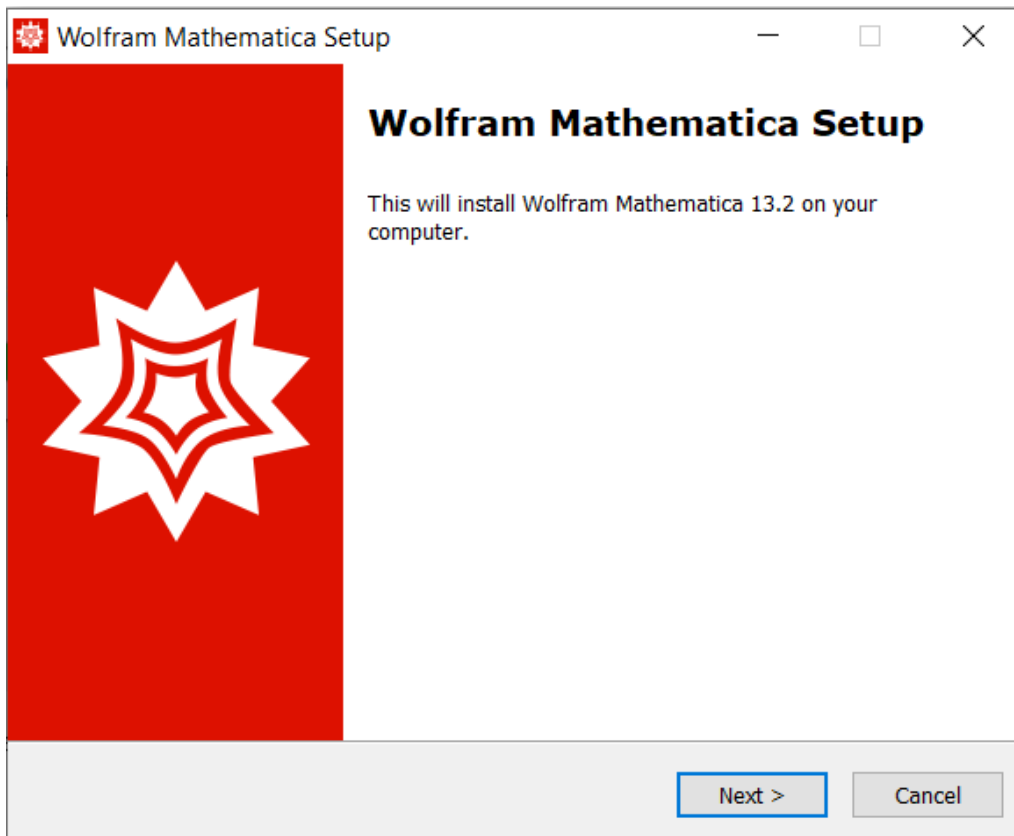 Wolfram Mathematica Setup
Wolfram Mathematica Setup
This will install Wolfram Mathematica 13.2 on your
computer.
Next >
Cancel